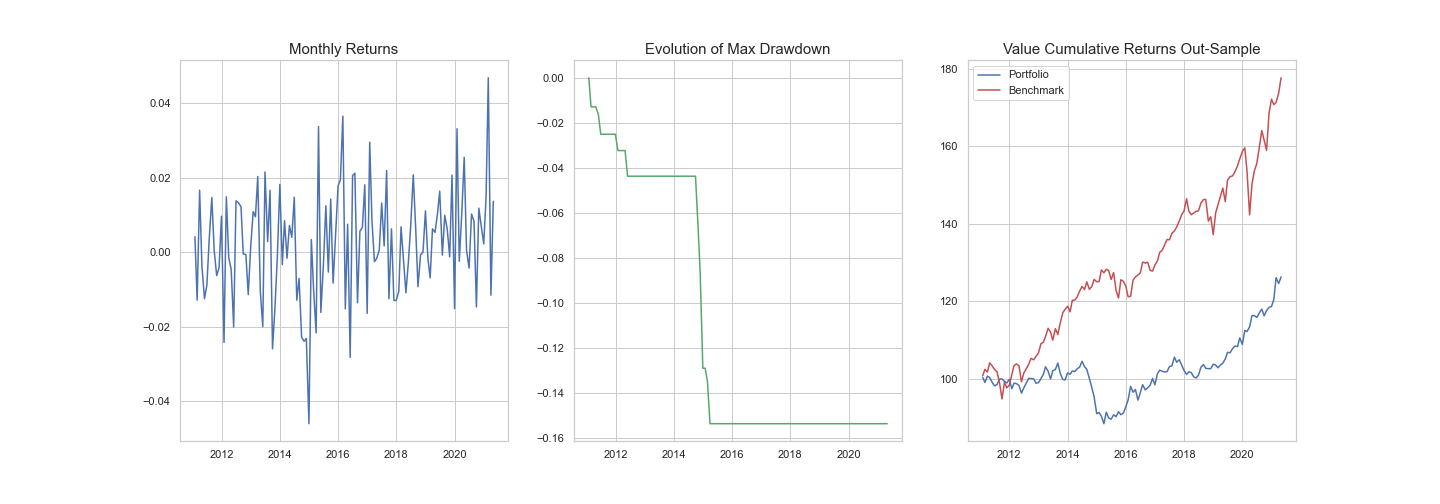 Monthly Returns
0.04
0.02
0.00
−0.02
−0.04
2012 2014 2016 2018 2020
Evolution of Max Drawdown
0.00
−0.02
−0.04
−0.06
−0.08
−0.10
−0.12
−0.14
−0.16
2012 2014 2016 2018 2020
Value Cumulative Returns Out-Sample
Portfolio
Benchmark
180
160
140
120
100
2012 2014 2016 2018 2020